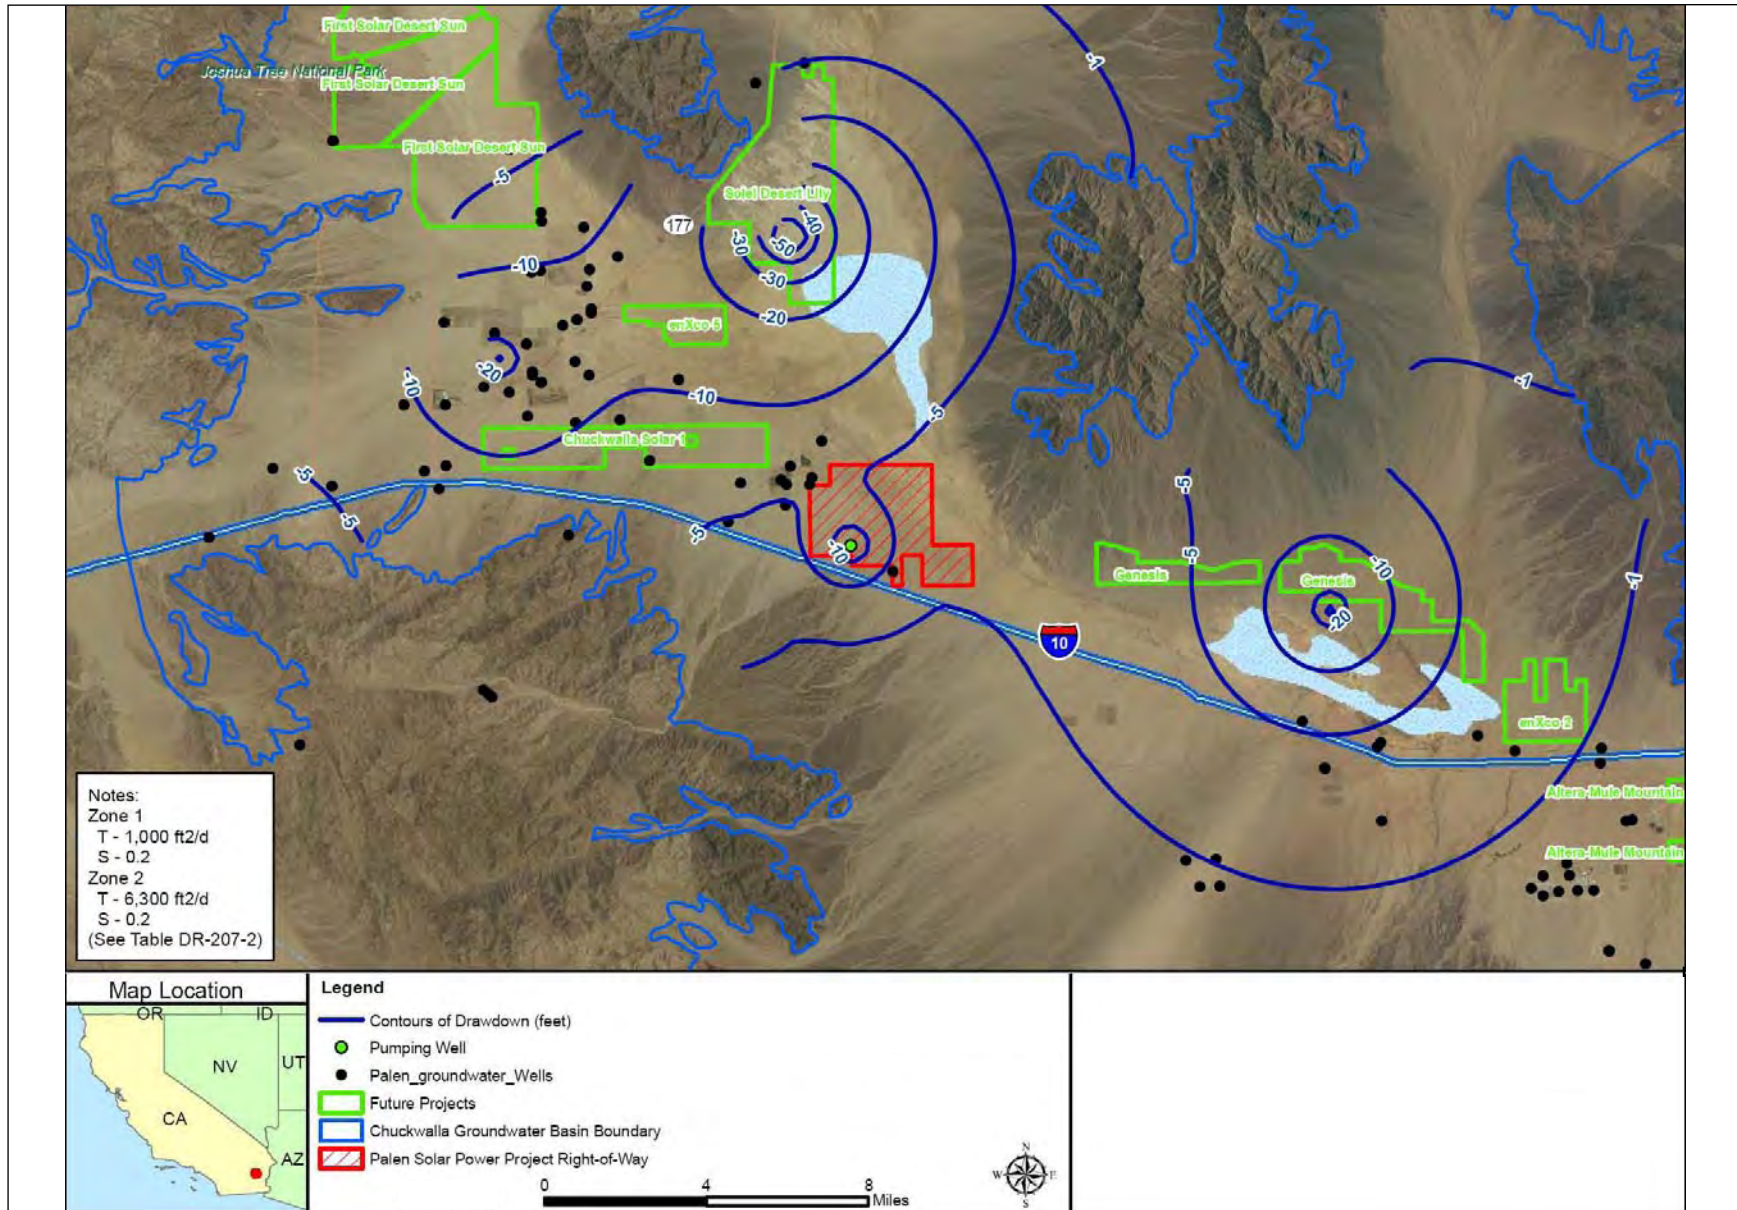 First Solar Desert Sun
Joshua Tree National Park
First Solar Desert Sun
First Solar Desert Sun
-1
-5
Solel Desert Lily
177
-40
-30
-50
-10
-30
-20
enXco 5
-20
-10
-10
-1
-5
Chuckwalla Solar 1
-5
-5
-5
-5
-5
-10
-10
Genesis
Genesis
-1
-20
10
enXco 2
Altera-Mule Mountain
Altera-Mule Mountain
Notes:
Zone 1
T - 1,000 ft2/d
S - 0.2
Zone 2
T - 6,300 ft2/d
S - 0.2
(See Table DR-207-2)
Map Location
OR
ID
NV
UT
CA
AZ
Legend
Contours of Drawdown (feet)
Pumping Well
Palen_groundwater_Wells
Future Projects
Chuckwalla Groundwater Basin Boundary
Palen Solar Power Project Right-of-Way
0
4
8
Miles
N
W
E
S